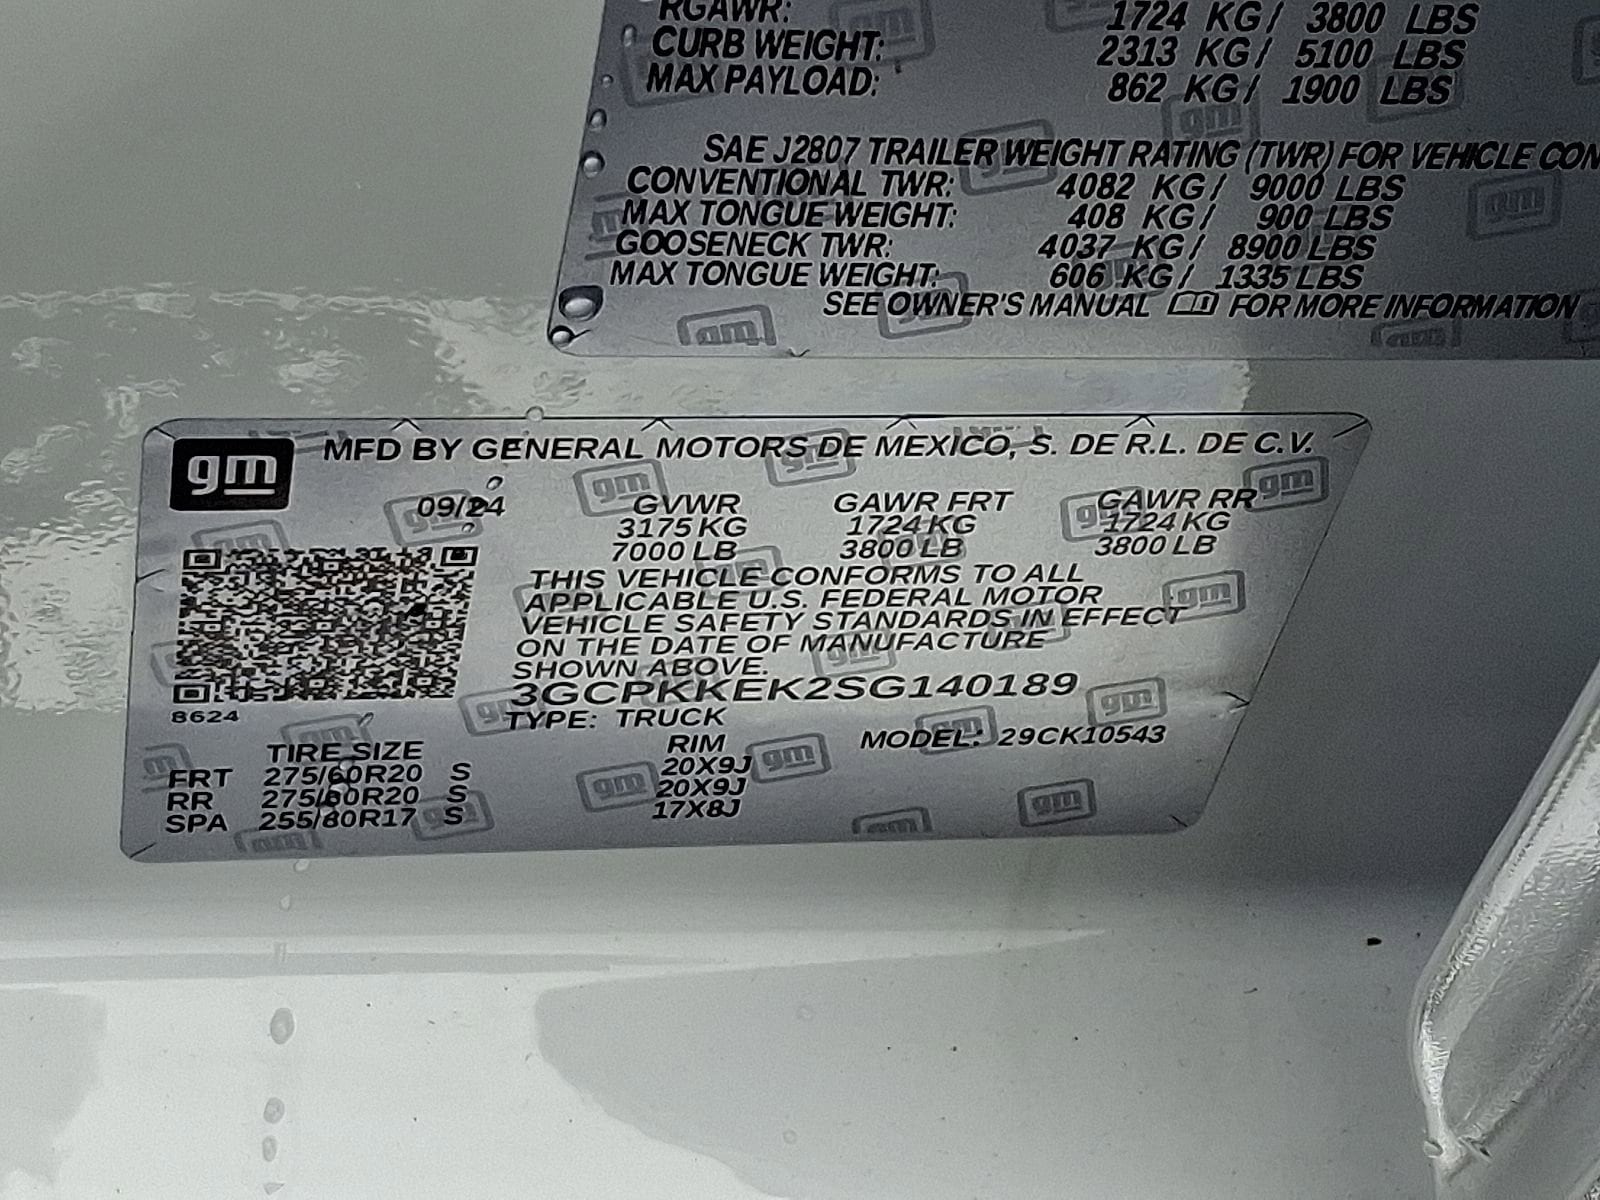 RGAWR: 1724 KG/ 3800 LBS
CURB WEIGHT: 2313 KG/ 5100 LBS
MAX PAYLOAD: 862 KG/ 1900 LBS
SAE J2807 TRAILER WEIGHT RATING (TWR) FOR VEHICLE CON
CONVENTIONAL TWR: 4082 KG/ 9000 LBS
MAX TONGUE WEIGHT: 408 KG/ 900 LBS
GOOSENECK TWR: 4037 KG/ 8900 LBS
MAX TONGUE WEIGHT: 606 KG/ 1335 LBS
SEE OWNER'S MANUAL FOR MORE INFORMATION
gm MFD BY GENERAL MOTORS DE MEXICO, S. DE R.L. DE C.V.
09/24 GVWR GAWR FRT GAWR RR
3175 KG 1724 KG 1724 KG
7000 LB 3800 LB 3800 LB
THIS VEHICLE CONFORMS TO ALL
APPLICABLE U.S. FEDERAL MOTOR
VEHICLE SAFETY STANDARDS IN EFFECT
ON THE DATE OF MANUFACTURE
SHOWN ABOVE.
3GCPKKEK2SG140189
8624 TYPE: TRUCK
MODEL: 29CK10543
TIRE SIZE RIM
FRT 275/60R20 S 20X9J
RR 275/60R20 S 20X9J
SPA 255/80R17 S 17X8J